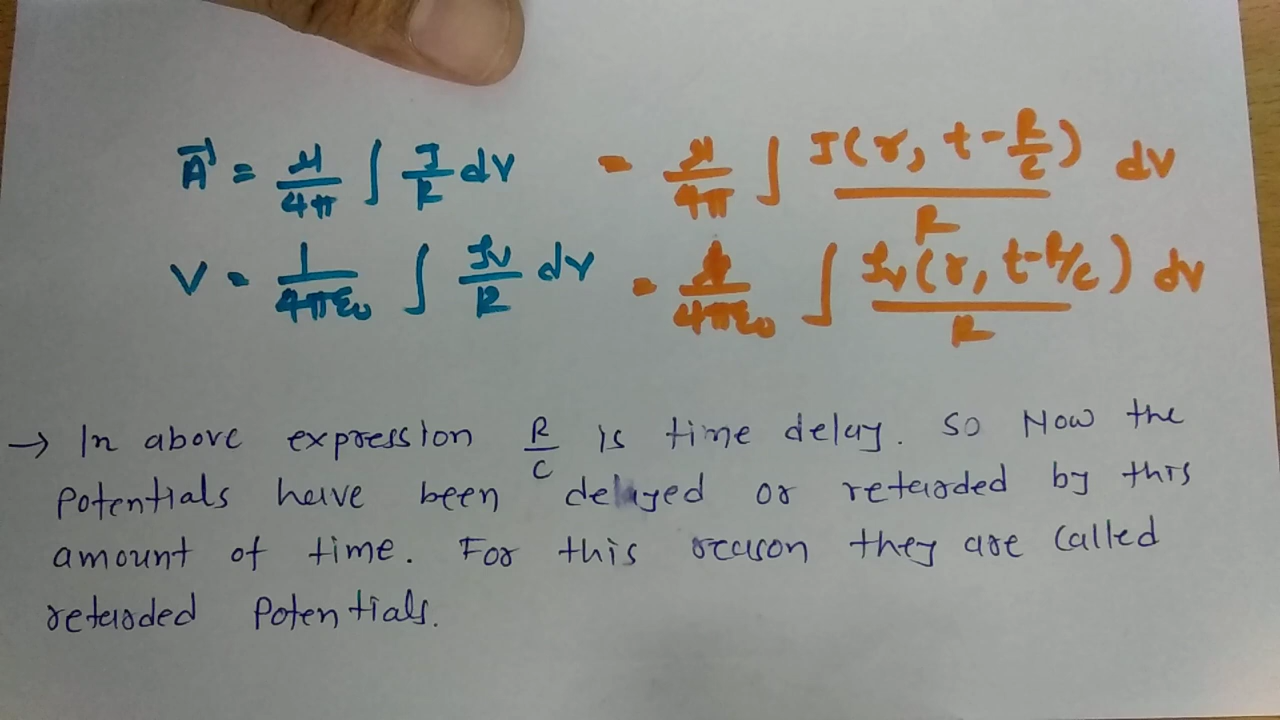 A⃗ = μ/4π ∫ J/R dv = μ/4π ∫ J(r, t-R/c)/R dv
V = 1/4πε₀ ∫ ρv/R dv = 1/4πε₀ ∫ ρv(r, t-R/c)/R dv
→ In above expression R/c is time delay. So Now the
Potentials have been delayed or retarded by this
amount of time. For this reason they are called
retarded Potentials.